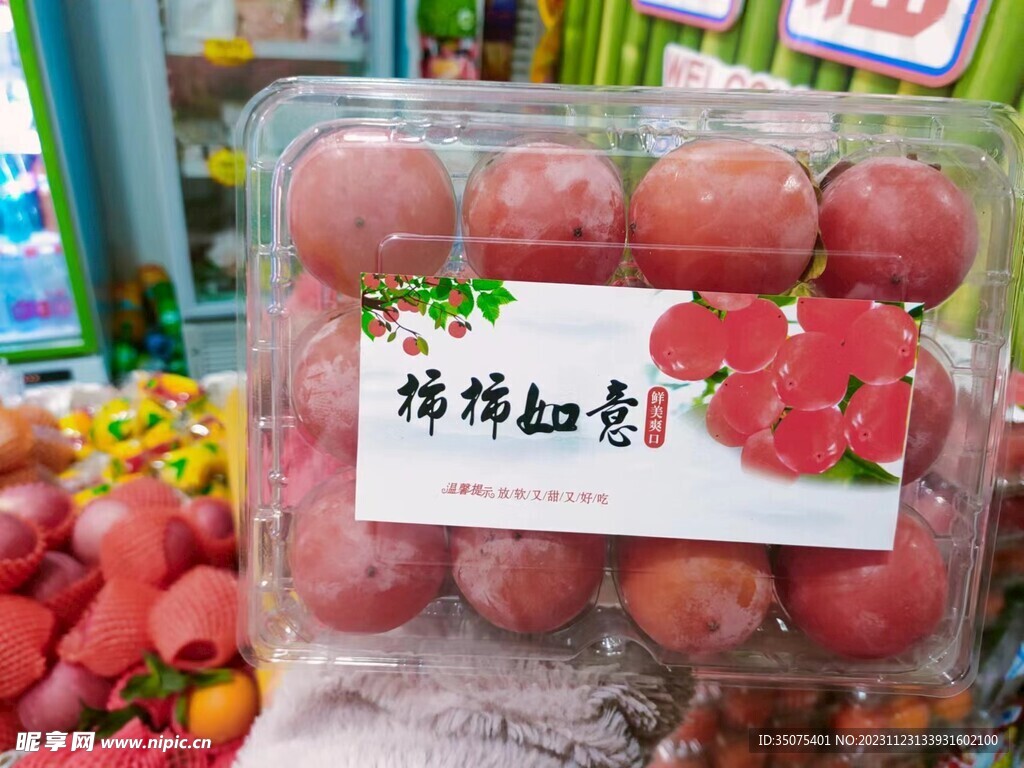 WELCO
柿柿如意
鲜美爽口
温馨提示 放/软/又/甜/又/好/吃
昵享网 www.nipic.cn
ID:35075401 NO:20231123133931602100